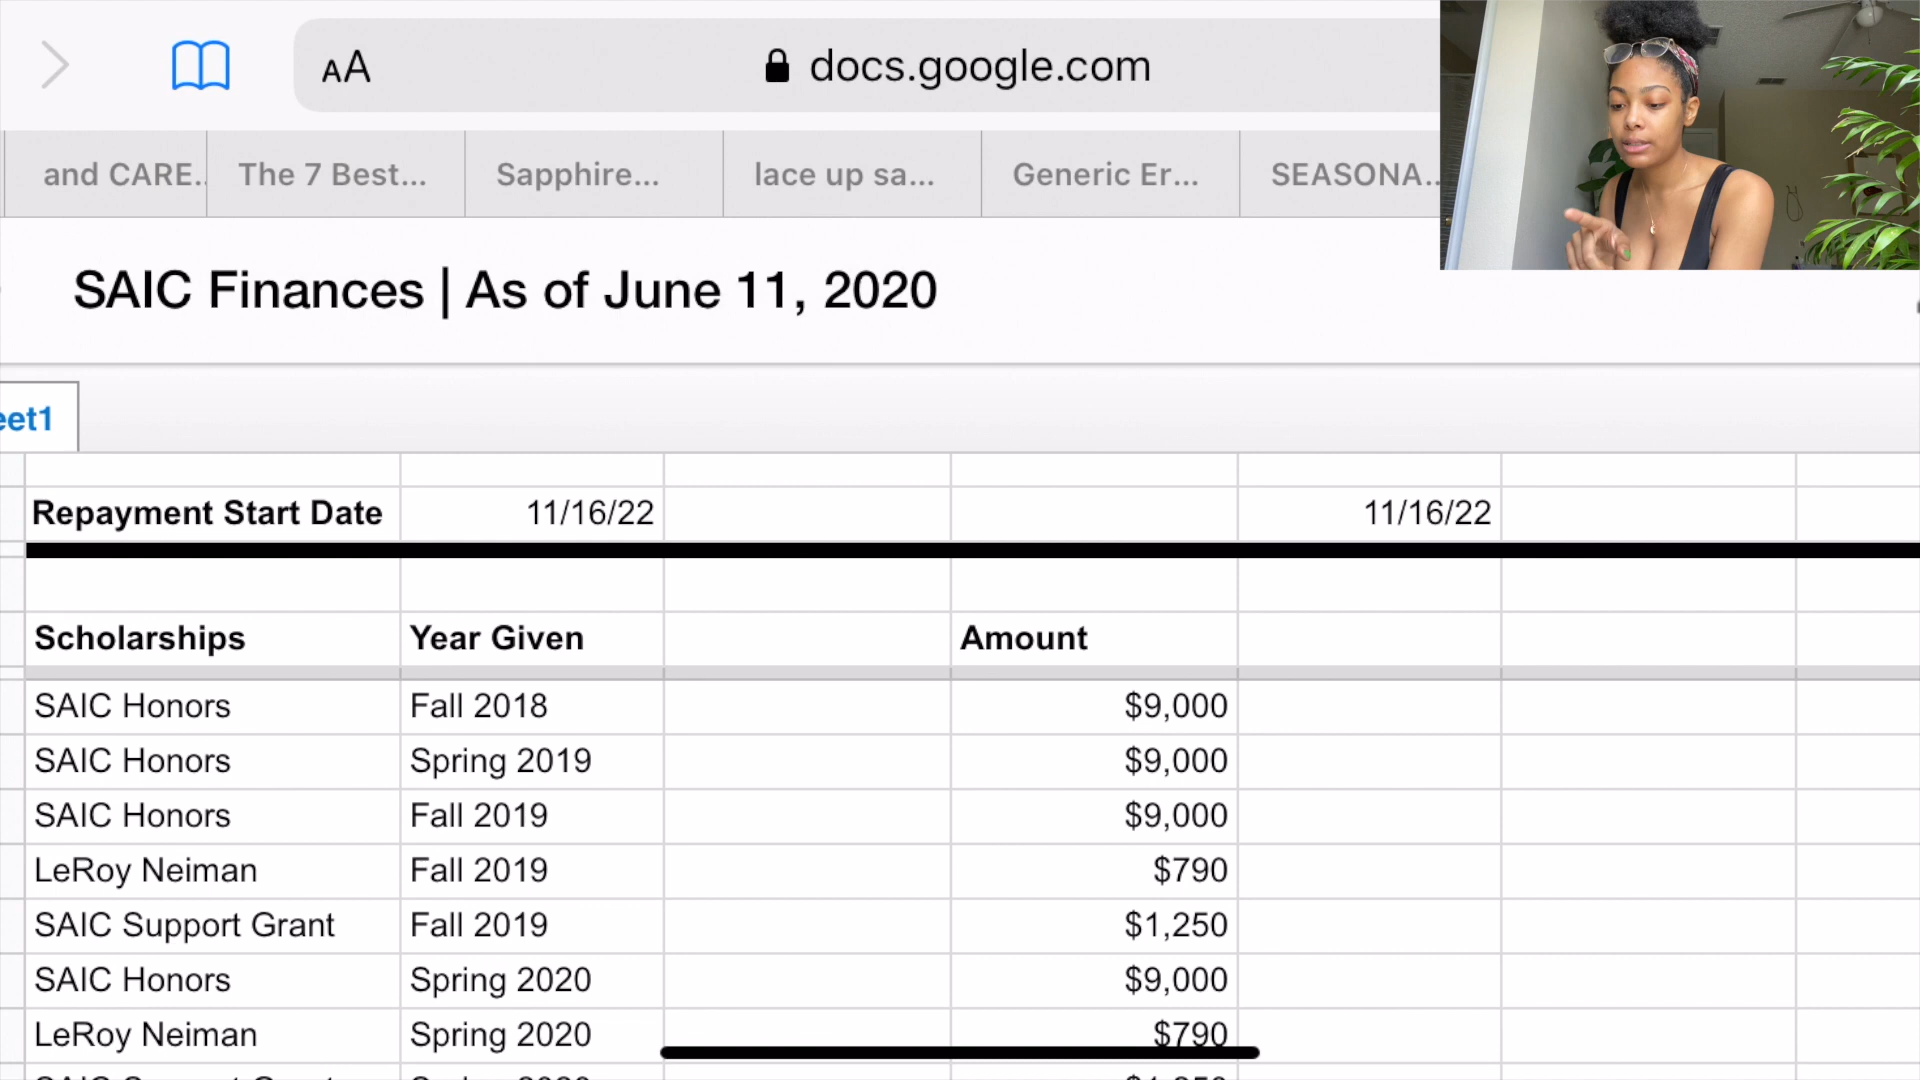 AA docs.google.com
and CARE.. The 7 Best... Sapphire... lace up sa... Generic Er... SEASONA...
SAIC Finances | As of June 11, 2020
eet1
Repayment Start Date 11/16/22 11/16/22
Scholarships Year Given Amount
SAIC Honors Fall 2018 $9,000
SAIC Honors Spring 2019 $9,000
SAIC Honors Fall 2019 $9,000
LeRoy Neiman Fall 2019 $790
SAIC Support Grant Fall 2019 $1,250
SAIC Honors Spring 2020 $9,000
LeRoy Neiman Spring 2020 $790